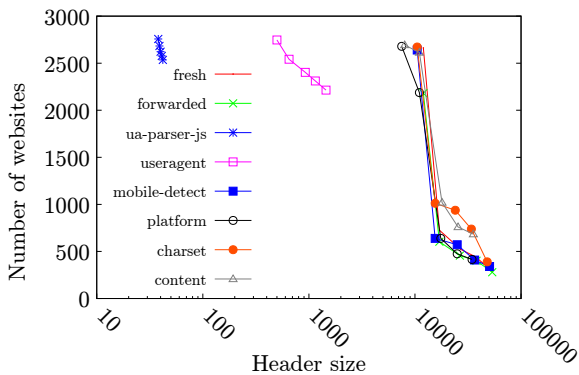 3000
2500
2000
1500
1000
500
0
Number of websites
fresh
forwarded
ua-parser-js
useragent
mobile-detect
platform
charset
content
10
100
1000
10000
100000
Header size